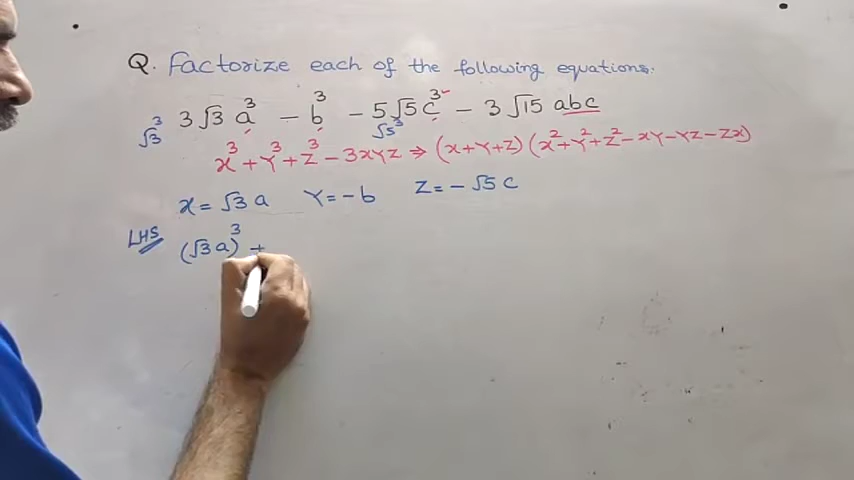 Q. Factorize each of the following equations.
3√3 a³ - b³ - 5√5 c³ - 3√15 abc
√3³ √5³
x³ + Y³ + Z³ - 3xYZ ⇒ (x+Y+Z) (x²+Y²+Z²-xY-YZ-Zx)
x = √3 a Y = -b Z = -√5 c
LHS (√3 a)³ +